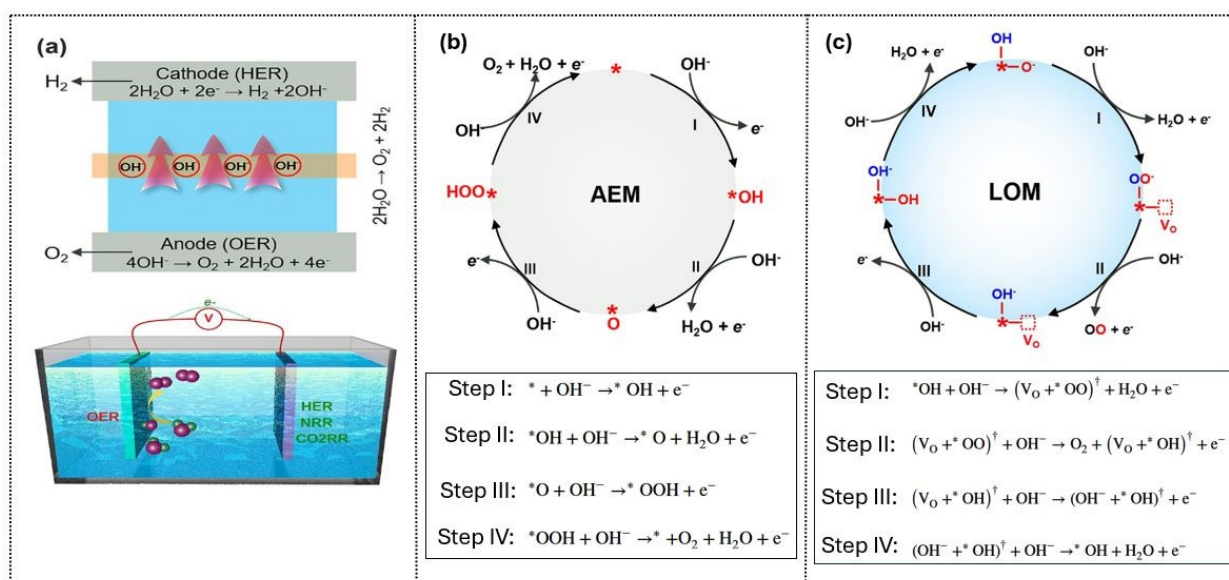 (a)
Cathode (HER)
2H₂O + 2e⁻ → H₂ +2OH⁻
H₂
OH⁻ OH⁻ OH⁻ OH⁻
2H₂O → O₂ + 2H₂
Anode (OER)
4OH⁻ → O₂ + 2H₂O + 4e⁻
O₂
e-
V
OER
HER
NRR
CO2RR
(b)
O₂ + H₂O + e⁻
*
OH⁻
OH⁻
IV
I
e⁻
HOO*
AEM
*OH
e⁻
III
II
OH⁻
OH⁻
*
O
H₂O + e⁻
Step I: * + OH⁻ →* OH + e⁻
Step II: *OH + OH⁻ →* O + H₂O + e⁻
Step III: *O + OH⁻ →* OOH + e⁻
Step IV: *OOH + OH⁻ →* +O₂ + H₂O + e⁻
(c)
H₂O + e⁻
OH
*–O⁻
OH⁻
OH⁻
IV
I
H₂O + e⁻
OH⁻
*–OH
LOM
OO⁻
*
Vo
e⁻
III
II
OH⁻
OH⁻
OH⁻
*
Vo
OO + e⁻
Step I: *OH + OH⁻ → (V_O +* OO)† + H₂O + e⁻
Step II: (V_O +* OO)† + OH⁻ → O₂ + (V_O +* OH)† + e⁻
Step III: (V_O +* OH)† + OH⁻ → (OH⁻ +* OH)† + e⁻
Step IV: (OH⁻ +* OH)† + OH⁻ →* OH + H₂O + e⁻